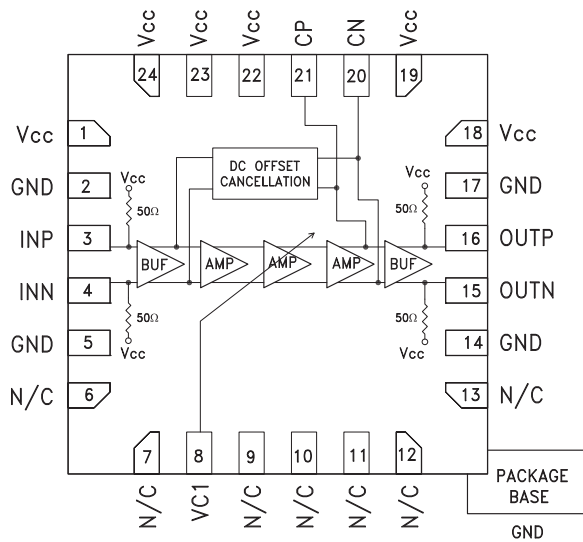 Vcc Vcc Vcc CP CN Vcc
24 23 22 21 20 19
Vcc 1
18 Vcc
DC OFFSET
CANCELLATION
GND 2
17 GND
Vcc
50Ω
Vcc
50Ω
INP 3
16 OUTP
BUF AMP AMP AMP BUF
INN 4
15 OUTN
50Ω
Vcc
50Ω
Vcc
GND 5
14 GND
N/C 6
13 N/C
7 8 9 10 11 12
N/C VC1 N/C N/C N/C N/C
PACKAGE
BASE
GND